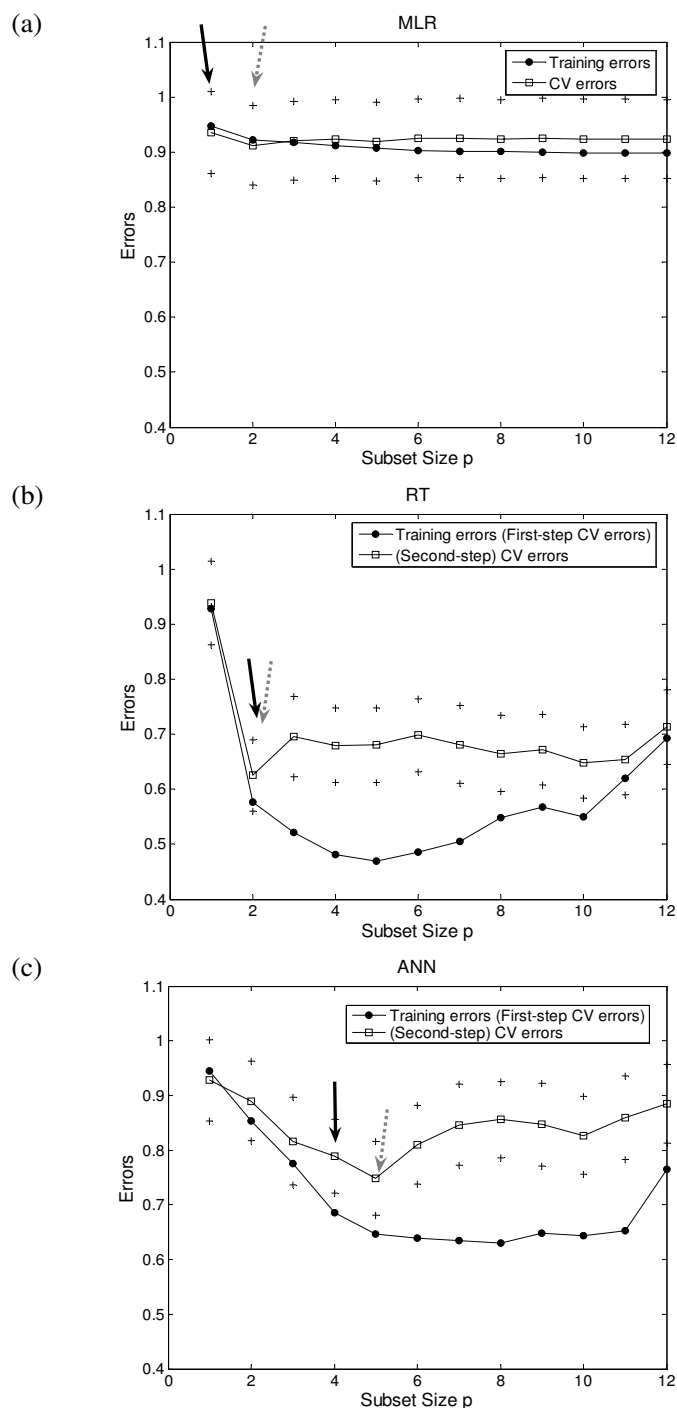 (a)
MLR
1.1
1
0.9
0.8
0.7
0.6
0.5
0.4
Errors
Training errors
CV errors
0 2 4 6 8 10 12
Subset Size p
(b)
RT
1.1
1
0.9
0.8
0.7
0.6
0.5
0.4
Errors
Training errors (First-step CV errors)
(Second-step) CV errors
0 2 4 6 8 10 12
Subset Size p
(c)
ANN
1.1
1
0.9
0.8
0.7
0.6
0.5
0.4
Errors
Training errors (First-step CV errors)
(Second-step) CV errors
0 2 4 6 8 10 12
Subset Size p